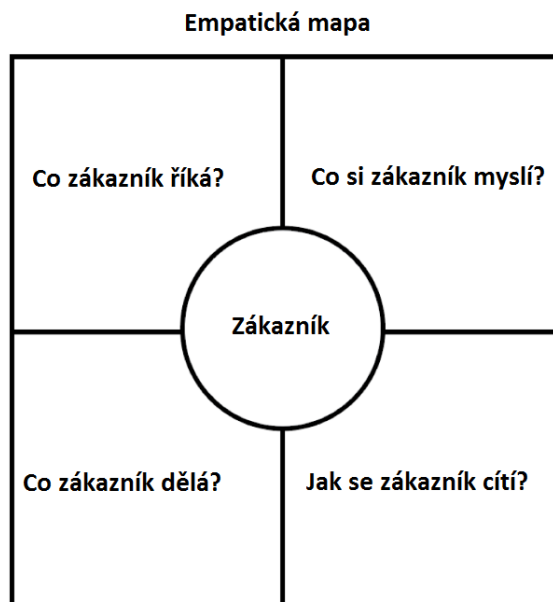 Empatická mapa
Co zákazník říká?
Co si zákazník myslí?
Zákazník
Co zákazník dělá?
Jak se zákazník cítí?